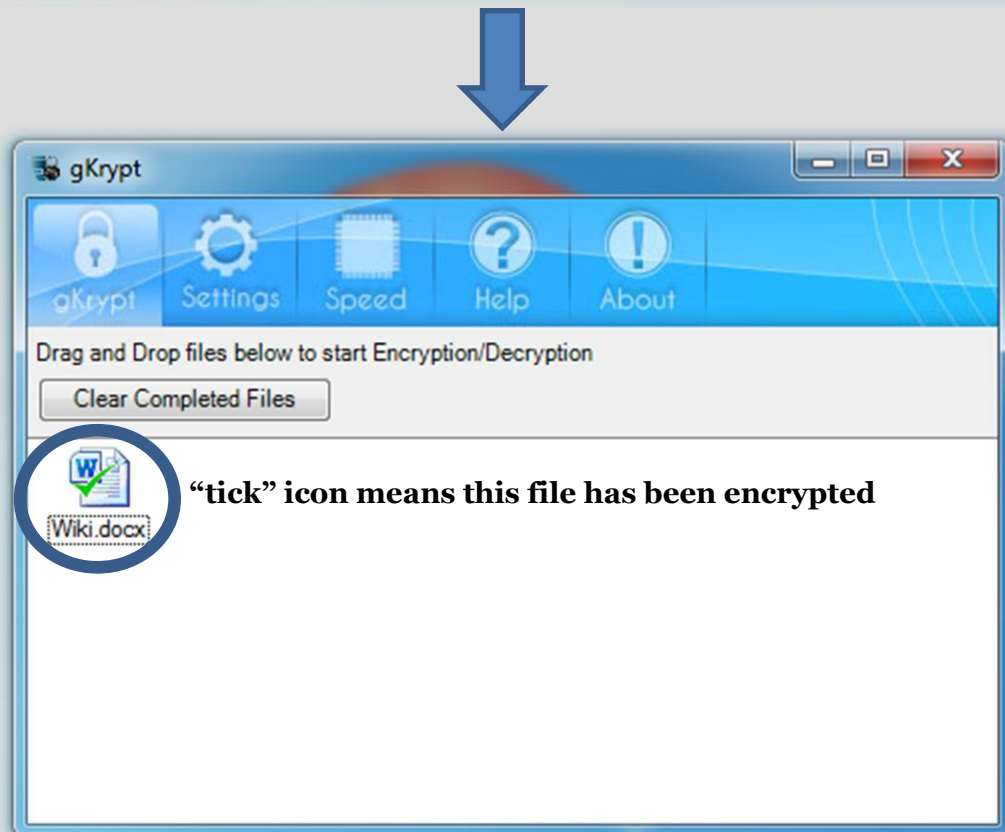 gKrypt
gKrypt Settings Speed Help About
Drag and Drop files below to start Encryption/Decryption
Clear Completed Files
W
“tick” icon means this file has been encrypted
Wiki.docx